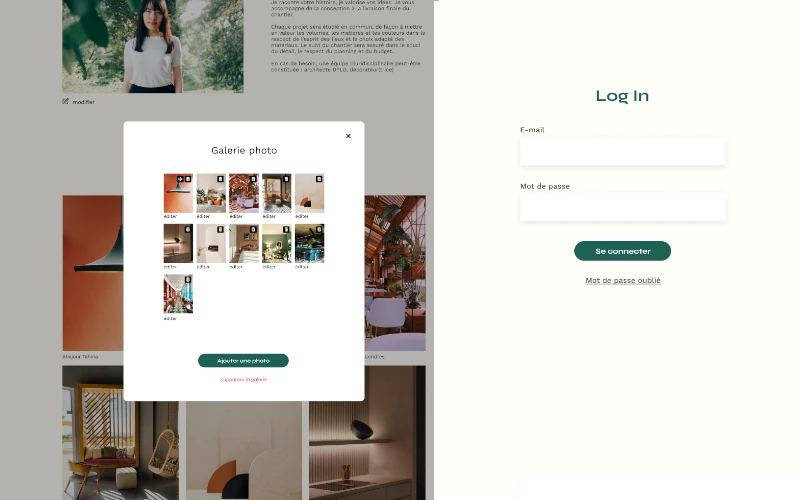 Je raconte votre histoire, je valorise vos idées. Je vous
accompagne de la conception à la livraison finale du
chantier.
Chaque projet sera étudié en commun, de façon à mettre
en valeur les volumes, les matières et les couleurs dans le
respect de l'esprit des lieux et le choix adapté des
matériaux. Le suivi du chantier sera assuré dans le souci
du détail, le respect du planning et du budget.
En cas de besoin, une équipe pluridisciplinaire peut-être
constituée : architecte DPLG, décorateur(trice)
modifier
×
Galerie photo
éditer éditer éditer éditer éditer
éditer éditer éditer éditer éditer
éditer
Ajouter une photo
Supprimer la galerie
Abajour Tahina
Londres
Log In
E-mail
Mot de passe
Se connecter
Mot de passe oublié